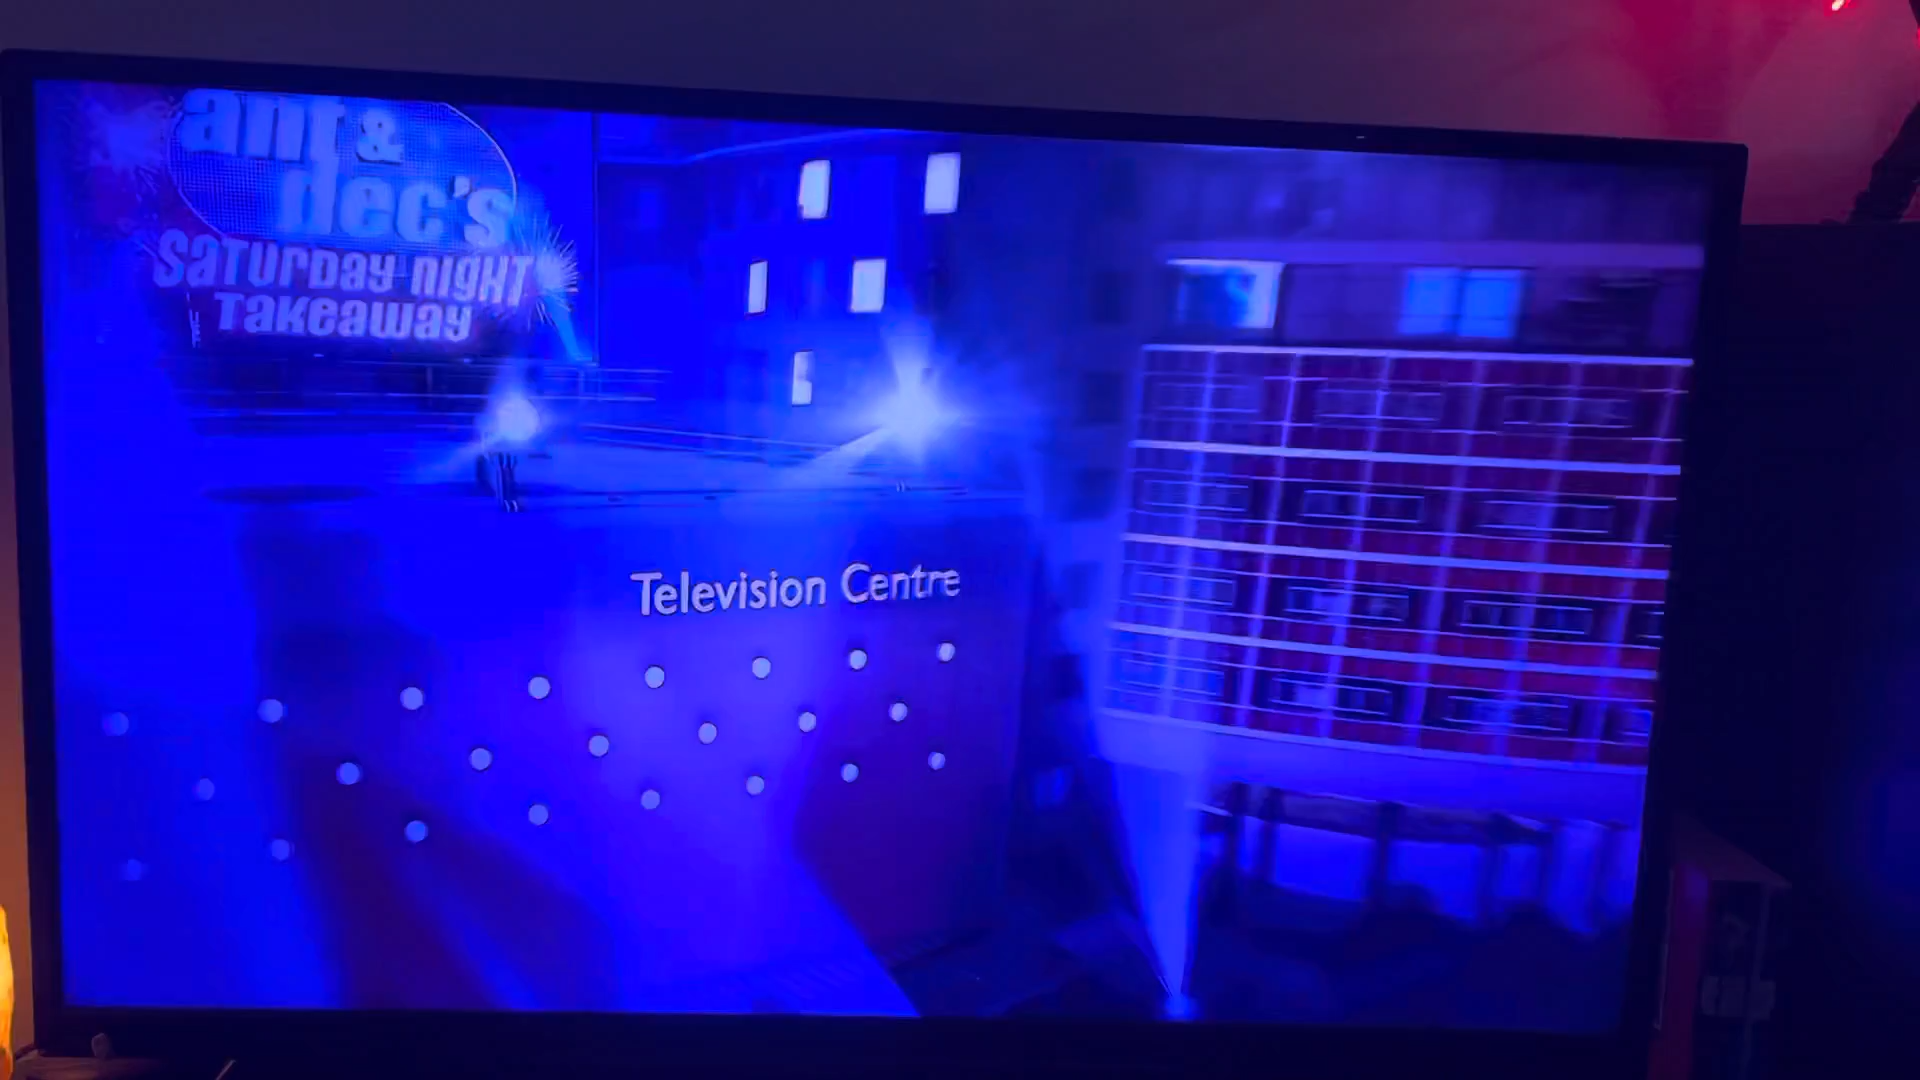 ant &
dec's
SATURDAY NIGHT
TAKEAWAY
Television Centre